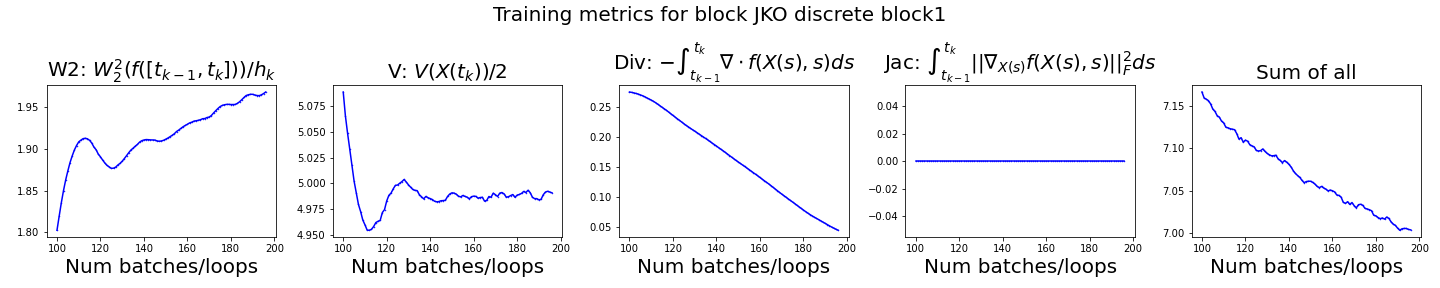 Training metrics for block JKO discrete block1
W2: $W_2^2(f([t_{k-1}, t_k]))/h_k$
1.95
1.90
1.85
1.80
100 120 140 160 180 200
Num batches/loops
V: $V(X(t_k))/2$
5.075
5.050
5.025
5.000
4.975
4.950
100 120 140 160 180 200
Num batches/loops
Div: $-\int_{t_{k-1}}^{t_k} \nabla \cdot f(X(s), s)ds$
0.25
0.20
0.15
0.10
0.05
100 120 140 160 180 200
Num batches/loops
Jac: $\int_{t_{k-1}}^{t_k} ||\nabla_{X(s)} f(X(s), s)||_F^2 ds$
0.04
0.02
0.00
−0.02
−0.04
100 120 140 160 180 200
Num batches/loops
Sum of all
7.15
7.10
7.05
7.00
100 120 140 160 180 200
Num batches/loops